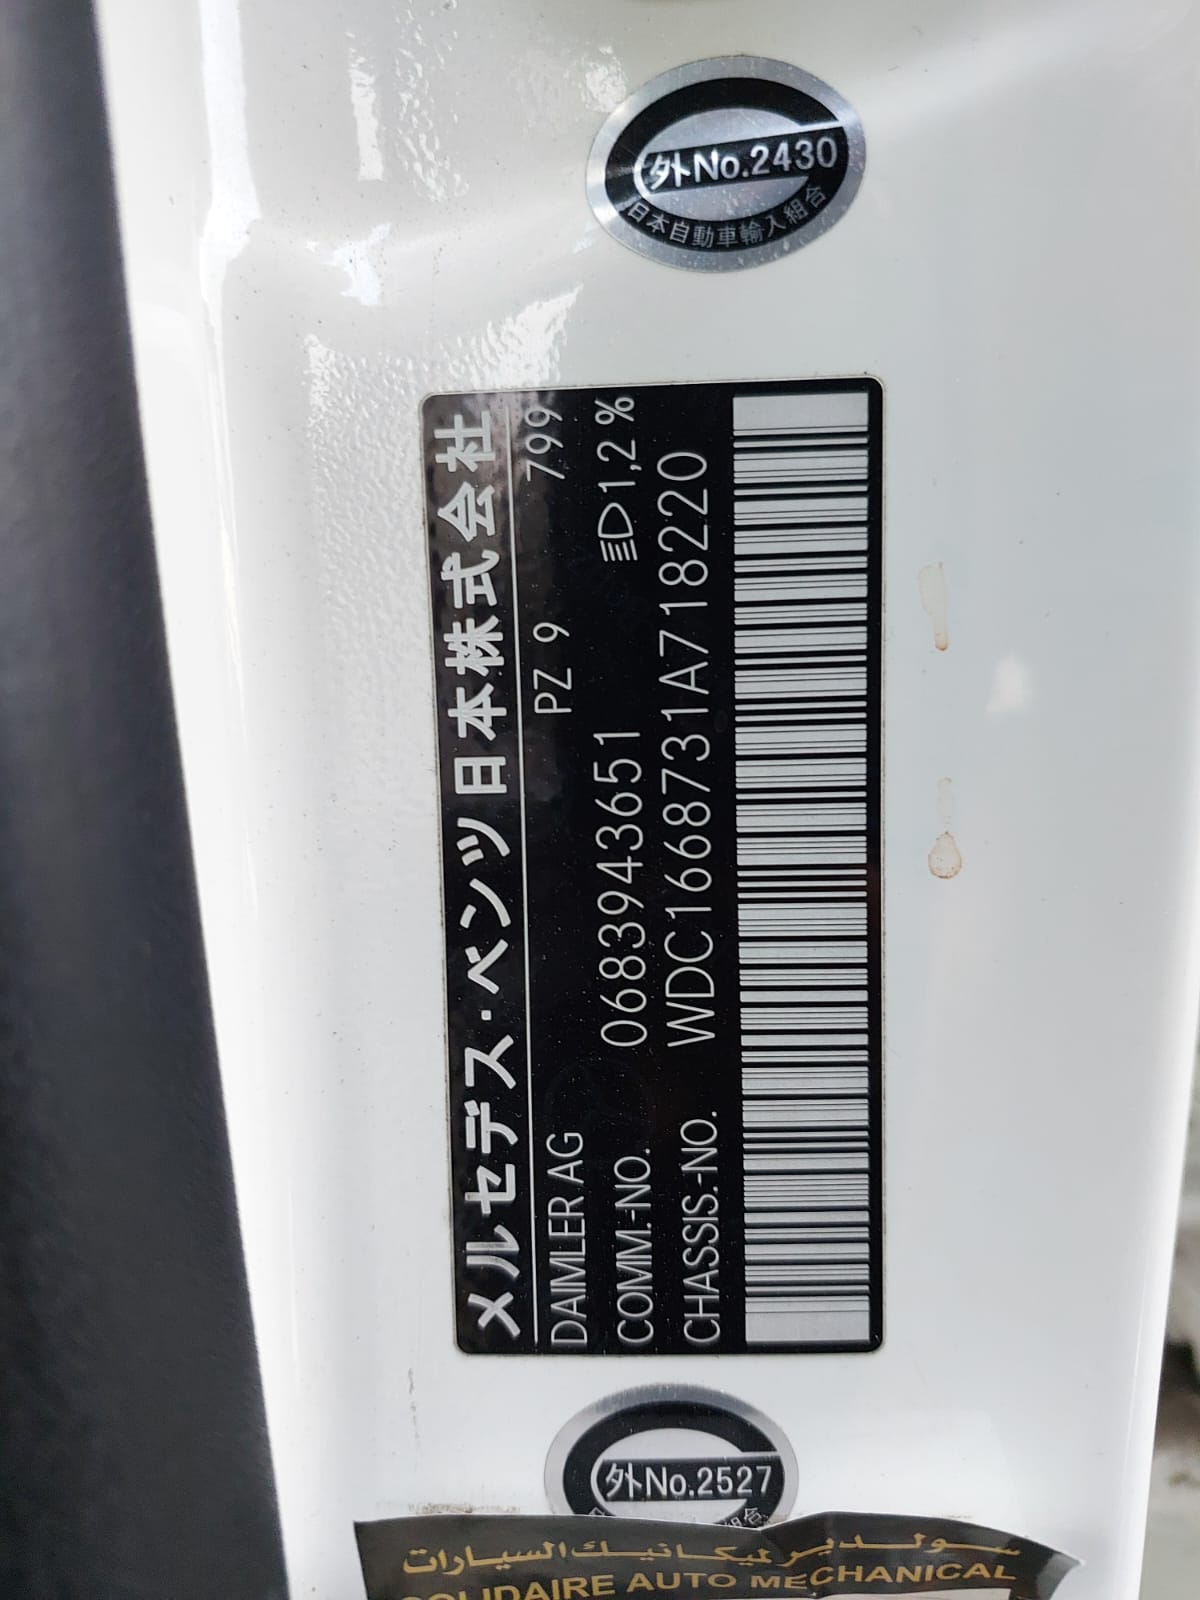 外No.2430
日本自動車輸入組合
メルセデス・ベンツ日本株式会社
DAIMLER AG PZ 9 799
COMM.-NO. 0683943651 1,2 %
CHASSIS.-NO. WDC1668731A718220
外No.2527
سولدير لميكانيك السيارات
SOLIDAIRE AUTO MECHANICAL